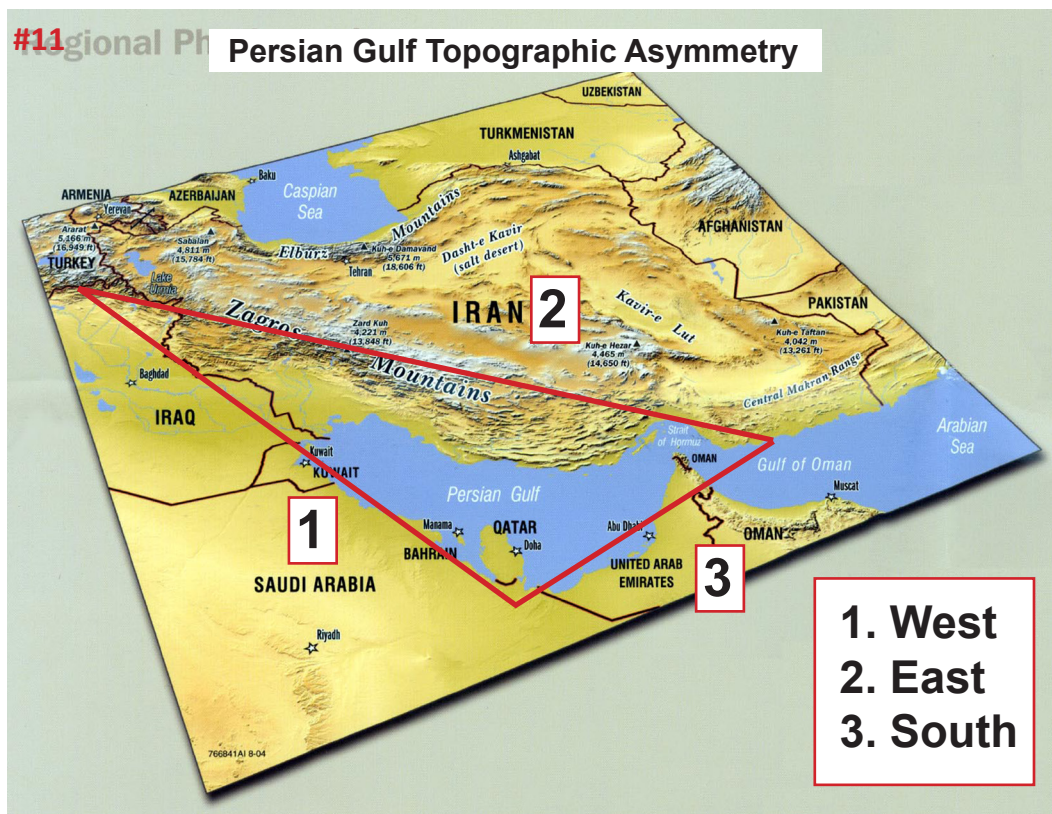 #11
Regional Ph
Persian Gulf Topographic Asymmetry
UZBEKISTAN
TURKMENISTAN
Ashgabat
Baku
Caspian
Sea
ARMENIA
Yerevan
AZERBAIJAN
Ararat
5,166 m
(16,949 ft)
TURKEY
Sabalan
4,811 m
(15,784 ft)
Lake
Urmia
Elburz Mountains
Kuh-e Damavand
5,671 m
(18,606 ft)
Tehran
Dasht-e Kavir
(salt desert)
AFGHANISTAN
IRAN
2
Kavir-e Lut
PAKISTAN
Zagros Mountains
Zard Kuh
4,221 m
(13,848 ft)
Kuh-e Hezar
4,465 m
(14,650 ft)
Kuh-e Taftan
4,042 m
(13,261 ft)
Central Makran Range
Baghdad
IRAQ
Kuwait
KUWAIT
Strait
of Hormuz
OMAN
Gulf of Oman
Arabian
Sea
Persian Gulf
Muscat
1
Manama
BAHRAIN
QATAR
Doha
Abu Dhabi
UNITED ARAB
EMIRATES
OMAN
3
SAUDI ARABIA
Riyadh
766841AI 8-04
1. West
2. East
3. South